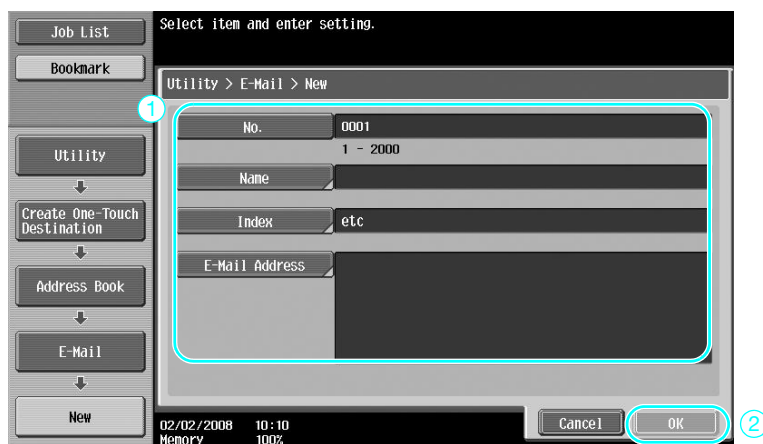 Job List
Bookmark
Utility
Create One-Touch
Destination
Address Book
E-Mail
New
Select item and enter setting.
Utility > E-Mail > New
1
No.
0001
1 - 2000
Name
Index
etc
E-Mail Address
02/02/2008 10:10
Memory 100%
Cancel
OK
2